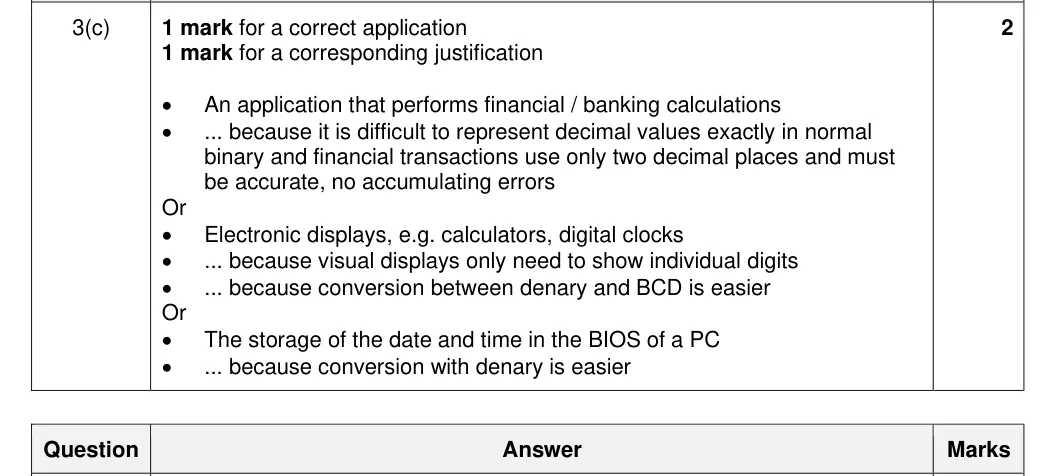 3(c) 1 mark for a correct application 2
1 mark for a corresponding justification
• An application that performs financial / banking calculations
• ... because it is difficult to represent decimal values exactly in normal
binary and financial transactions use only two decimal places and must
be accurate, no accumulating errors
Or
• Electronic displays, e.g. calculators, digital clocks
• ... because visual displays only need to show individual digits
• ... because conversion between denary and BCD is easier
Or
• The storage of the date and time in the BIOS of a PC
• ... because conversion with denary is easier
Question Answer Marks